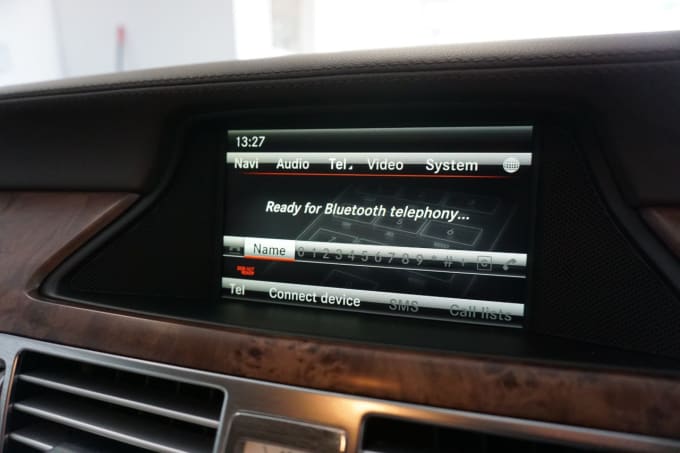 13:27
Navi Audio Tel Video System
Ready for Bluetooth telephony...
Name 0 1 2 3 4 5 6 7 8 9 * # +
Tel Connect device SMS Call lists